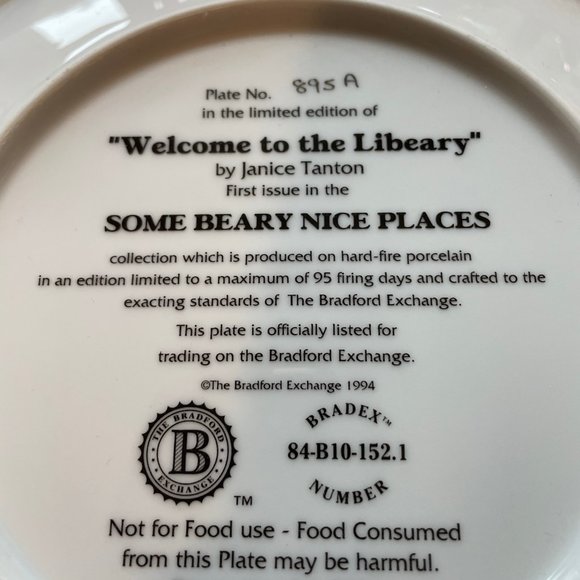 Plate No. 895 A
in the limited edition of
"Welcome to the Libeary"
by Janice Tanton
First issue in the
SOME BEARY NICE PLACES
collection which is produced on hard-fire porcelain
in an edition limited to a maximum of 95 firing days and crafted to the
exacting standards of The Bradford Exchange.
This plate is officially listed for
trading on the Bradford Exchange.
©The Bradford Exchange 1994
THE BRADFORD
B
EXCHANGE
TM
BRADEX™
84-B10-152.1
NUMBER
Not for Food use - Food Consumed
from this Plate may be harmful.